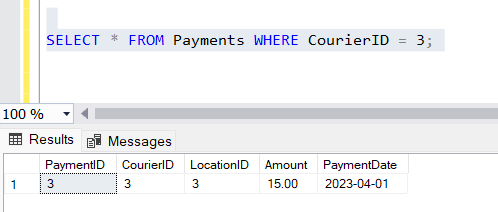 SELECT * FROM Payments WHERE CourierID = 3;
100 %
Results Messages
PaymentID CourierID LocationID Amount PaymentDate
1 3 3 3 15.00 2023-04-01